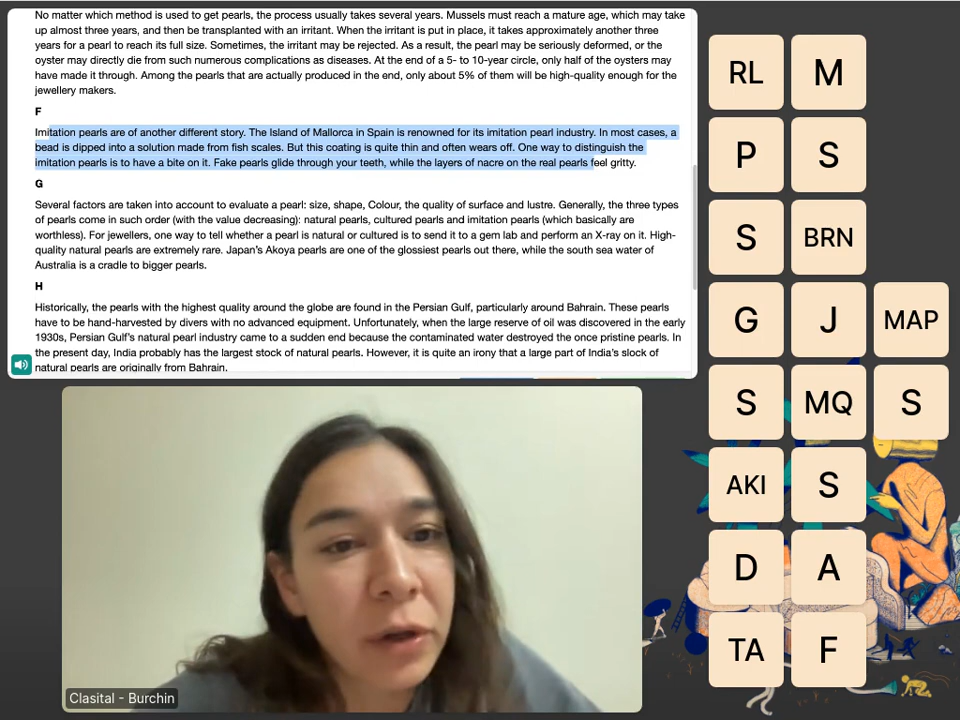 No matter which method is used to get pearls, the process usually takes several years. Mussels must reach a mature age, which may take
up almost three years, and then be transplanted with an irritant. When the irritant is put in place, it takes approximately another three
years for a pearl to reach its full size. Sometimes, the irritant may be rejected. As a result, the pearl may be seriously deformed, or the
oyster may directly die from such numerous complications as diseases. At the end of a 5- to 10-year circle, only half of the oysters may
have made it through. Among the pearls that are actually produced in the end, only about 5% of them will be high-quality enough for the
jewellery makers.
F
Imitation pearls are of another different story. The Island of Mallorca in Spain is renowned for its imitation pearl industry. In most cases, a
bead is dipped into a solution made from fish scales. But this coating is quite thin and often wears off. One way to distinguish the
imitation pearls is to have a bite on it. Fake pearls glide through your teeth, while the layers of nacre on the real pearls feel gritty.
G
Several factors are taken into account to evaluate a pearl: size, shape, Colour, the quality of surface and lustre. Generally, the three types
of pearls come in such order (with the value decreasing): natural pearls, cultured pearls and imitation pearls (which basically are
worthless). For jewellers, one way to tell whether a pearl is natural or cultured is to send it to a gem lab and perform an X-ray on it. High-
quality natural pearls are extremely rare. Japan's Akoya pearls are one of the glossiest pearls out there, while the south sea water of
Australia is a cradle to bigger pearls.
H
Historically, the pearls with the highest quality around the globe are found in the Persian Gulf, particularly around Bahrain. These pearls
have to be hand-harvested by divers with no advanced equipment. Unfortunately, when the large reserve of oil was discovered in the early
1930s, Persian Gulf's natural pearl industry came to a sudden end because the contaminated water destroyed the once pristine pearls. In
the present day, India probably has the largest stock of natural pearls. However, it is quite an irony that a large part of India's slock of
natural pearls are originally from Bahrain.
RL M
P S
S BRN
G J MAP
S MQ S
AKI S
D A
TA F
Clasital - Burchin